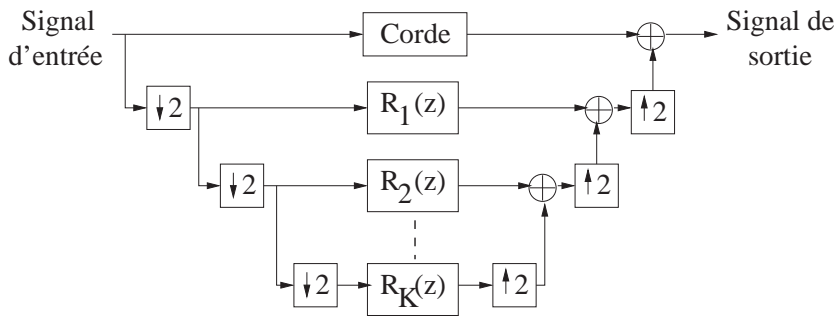 Signal
d'entrée
Corde
Signal de
sortie
↓2
R1(z)
↑2
↓2
R2(z)
↑2
↓2
RK(z)
↑2